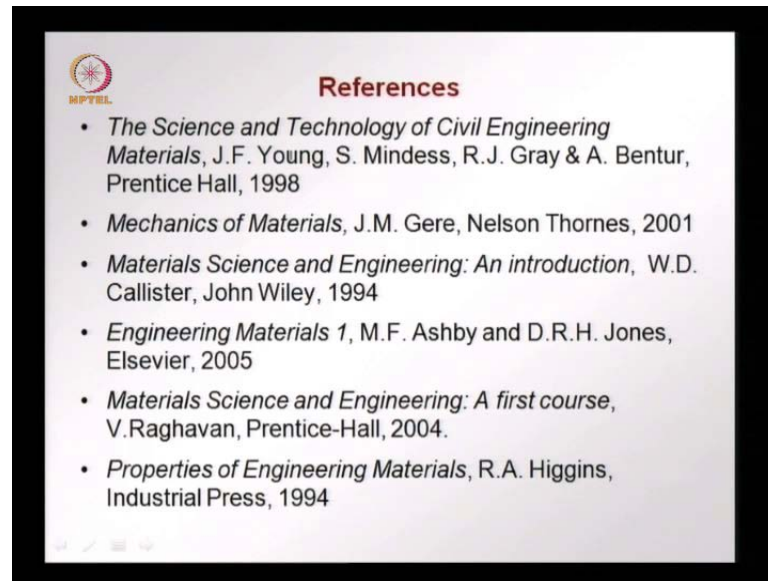 NPTEL
References
• The Science and Technology of Civil Engineering
Materials, J.F. Young, S. Mindess, R.J. Gray & A. Bentur,
Prentice Hall, 1998
• Mechanics of Materials, J.M. Gere, Nelson Thornes, 2001
• Materials Science and Engineering: An introduction, W.D.
Callister, John Wiley, 1994
• Engineering Materials 1, M.F. Ashby and D.R.H. Jones,
Elsevier, 2005
• Materials Science and Engineering: A first course,
V.Raghavan, Prentice-Hall, 2004.
• Properties of Engineering Materials, R.A. Higgins,
Industrial Press, 1994